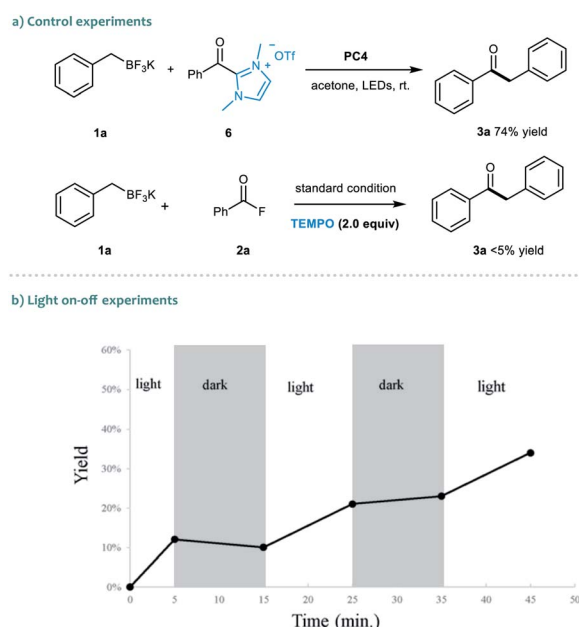 a) Control experiments
BF3K
+
Ph
O
N
+
N
−
OTf
PC4
acetone, LEDs, rt.
O
1a
6
3a 74% yield
BF3K
+
O
Ph
F
standard condition
TEMPO (2.0 equiv)
O
1a
2a
3a <5% yield
b) Light on-off experiments
60%
50%
40%
30%
20%
10%
0%
light
dark
light
dark
light
Yield
0 5 15 20 25 30 35 40 45 50
Time (min.)